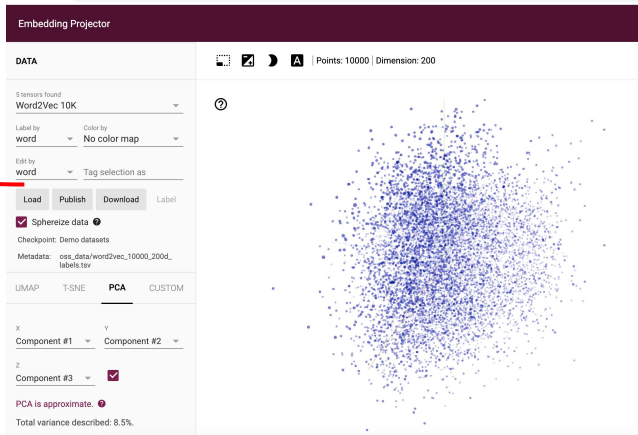 Embedding Projector
DATA
Points: 10000 | Dimension: 200
5 tensors found
Word2Vec 10K
Label by
Color by
word
No color map
Edit by
word
Tag selection as
Load
Publish
Download
Label
Sphereize data
Checkpoint: Demo datasets
Metadata: oss_data/word2vec_10000_200d_
labels.tsv
UMAP
T-SNE
PCA
CUSTOM
X
Y
Component #1
Component #2
Z
Component #3
PCA is approximate.
Total variance described: 8.5%.
A